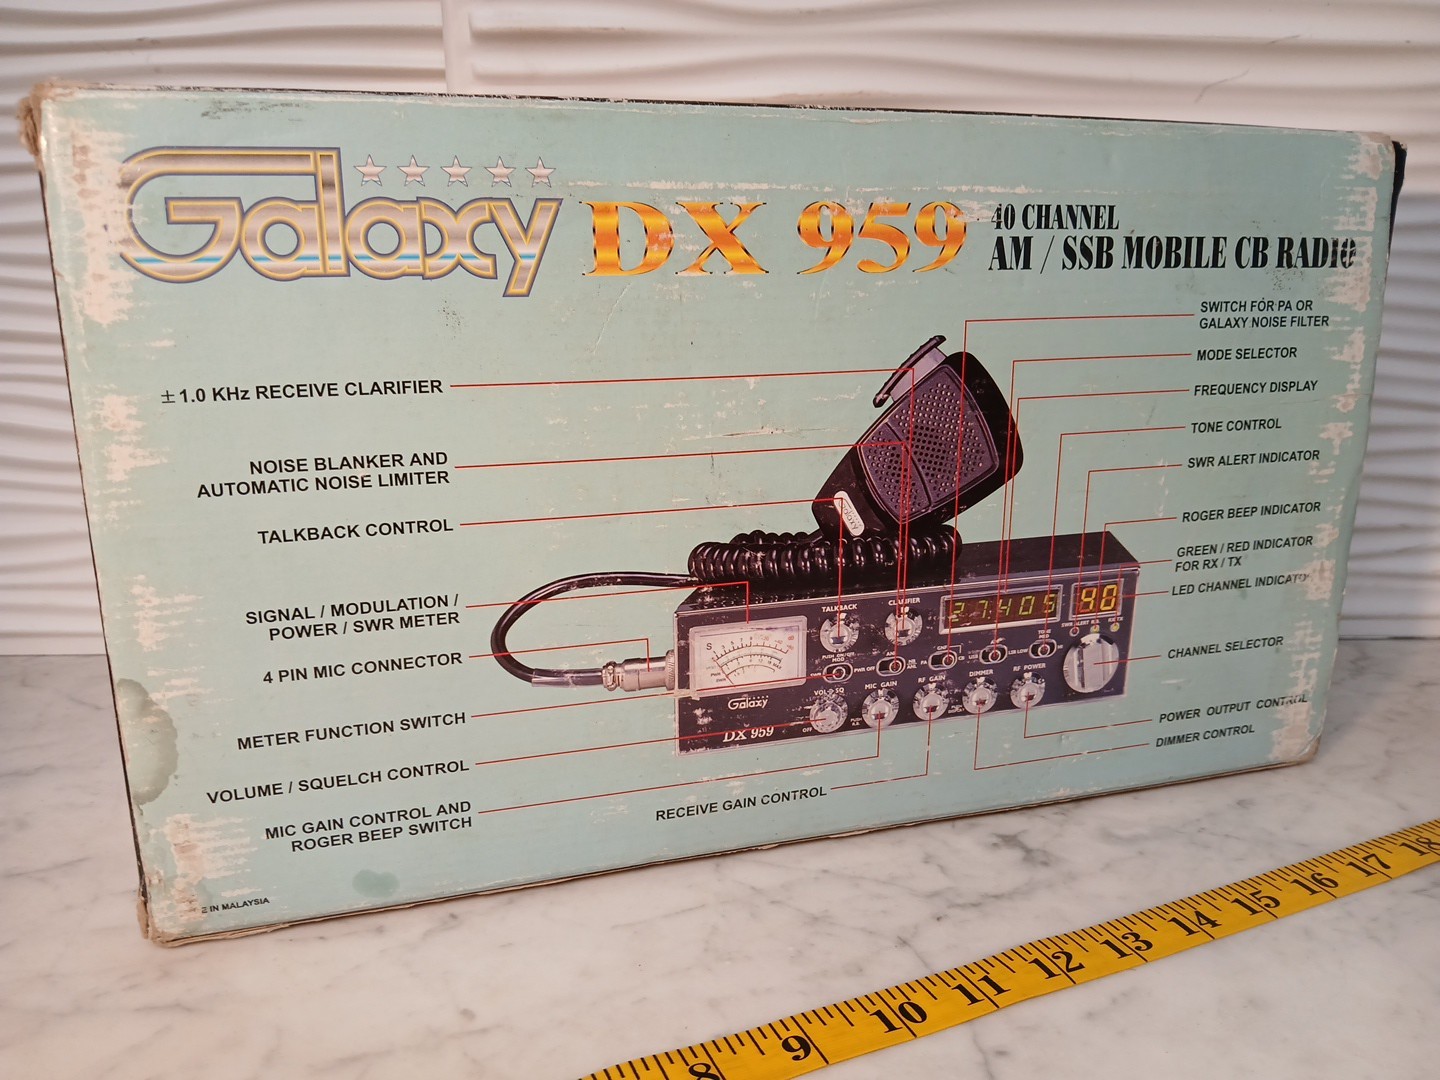 Galaxy DX 959
40 CHANNEL
AM / SSB MOBILE CB RADIO
±1.0 KHz RECEIVE CLARIFIER
NOISE BLANKER AND
AUTOMATIC NOISE LIMITER
TALKBACK CONTROL
SIGNAL / MODULATION /
POWER / SWR METER
4 PIN MIC CONNECTOR
METER FUNCTION SWITCH
VOLUME / SQUELCH CONTROL
MIC GAIN CONTROL AND
ROGER BEEP SWITCH
RECEIVE GAIN CONTROL
SWITCH FOR PA OR
GALAXY NOISE FILTER
MODE SELECTOR
FREQUENCY DISPLAY
TONE CONTROL
SWR ALERT INDICATOR
ROGER BEEP INDICATOR
GREEN / RED INDICATOR
FOR RX / TX
LED CHANNEL INDICATOR
CHANNEL SELECTOR
POWER OUTPUT CONTROL
DIMMER CONTROL
TALKBACK
CLARIFIER
27.405
40
S
VOL SQ
OFF
MIC GAIN
RF GAIN
DIMMER
RF POWER
Galaxy
DX 959
IN MALAYSIA
8 9 10 11 12 13 14 15 16 17 18